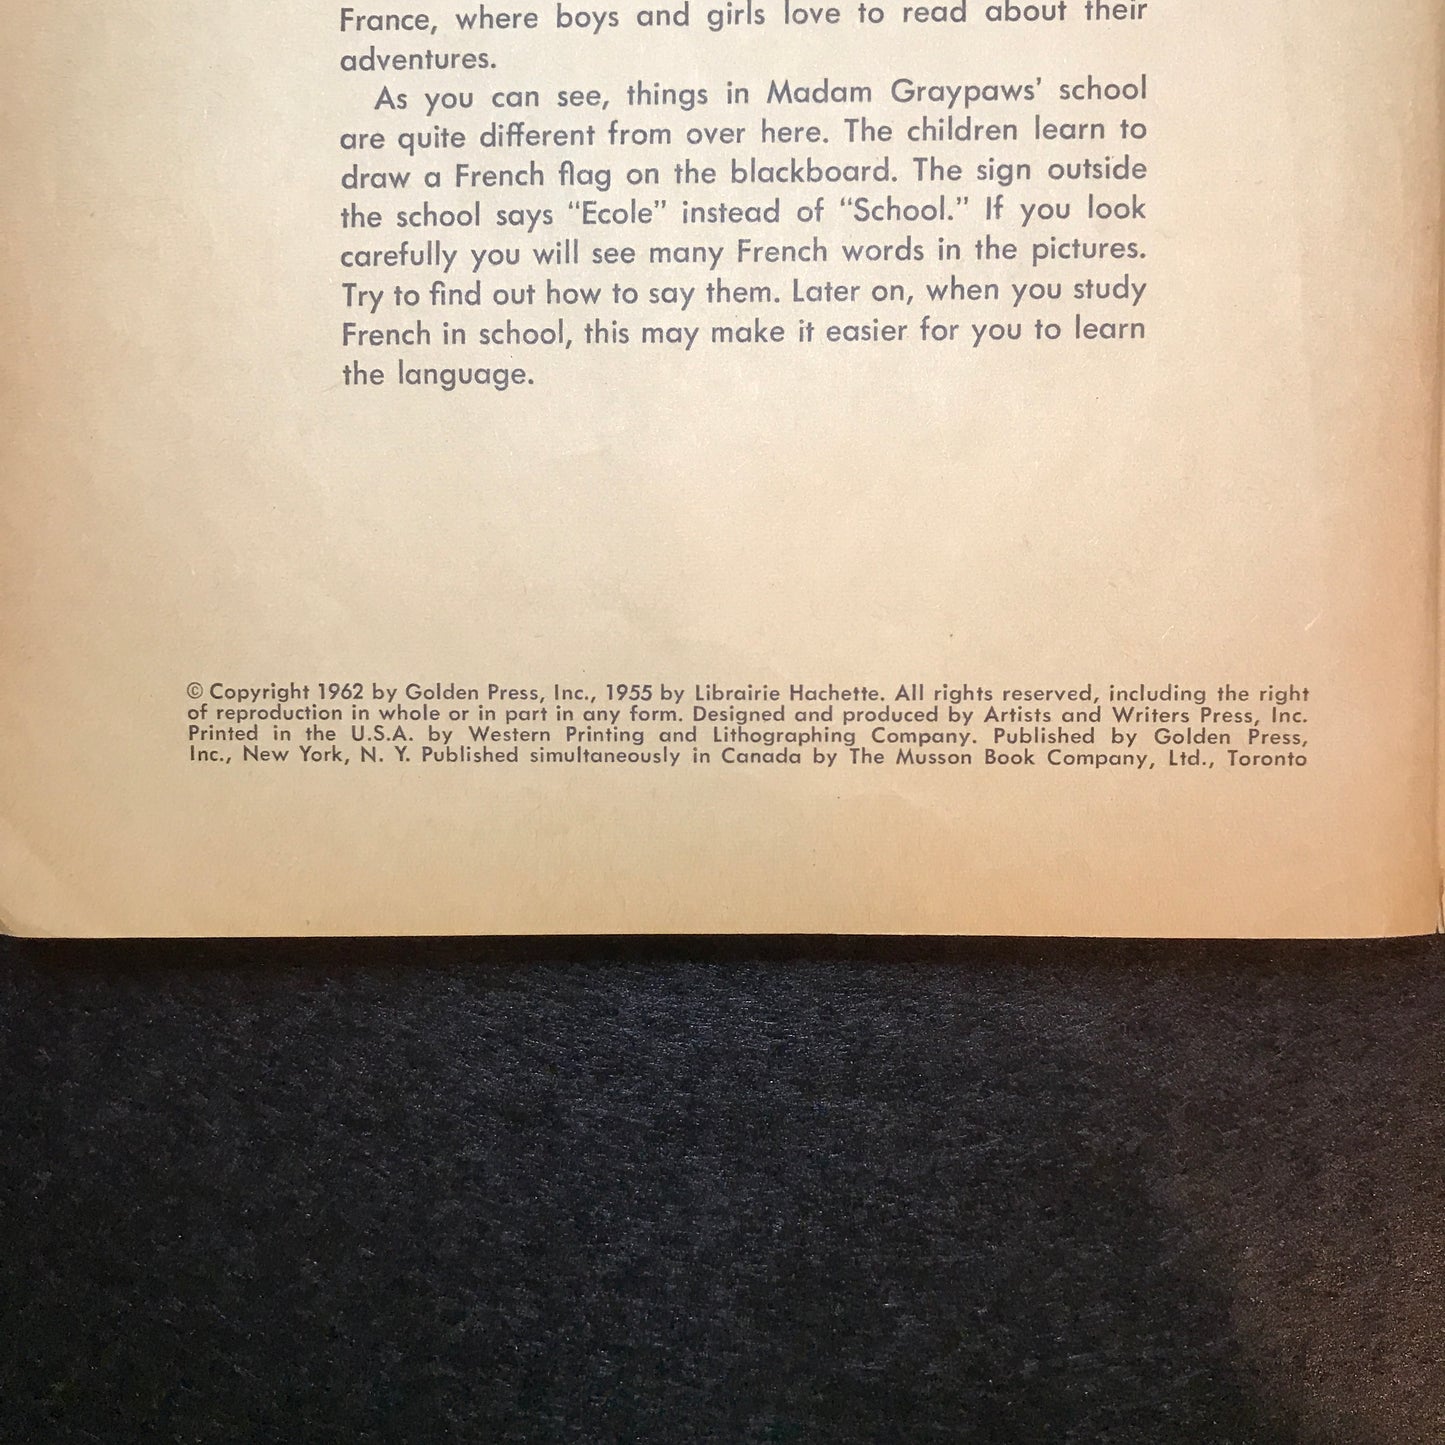 France, where boys and girls love to read about their
adventures.
As you can see, things in Madam Graypaws' school
are quite different from over here. The children learn to
draw a French flag on the blackboard. The sign outside
the school says “Ecole” instead of “School.” If you look
carefully you will see many French words in the pictures.
Try to find out how to say them. Later on, when you study
French in school, this may make it easier for you to learn
the language.
© Copyright 1962 by Golden Press, Inc., 1955 by Librairie Hachette. All rights reserved, including the right
of reproduction in whole or in part in any form. Designed and produced by Artists and Writers Press, Inc.
Printed in the U.S.A. by Western Printing and Lithographing Company. Published by Golden Press,
Inc., New York, N. Y. Published simultaneously in Canada by The Musson Book Company, Ltd., Toronto